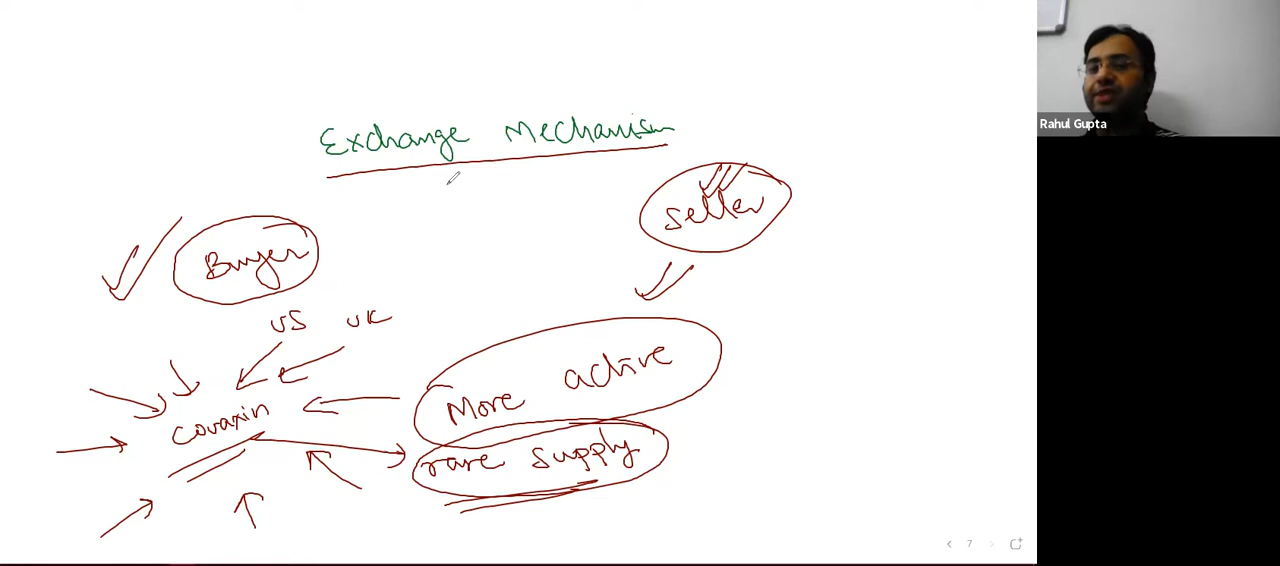 Exchange Mechanism
Rahul Gupta
Seller
Buyer
US UK
More active
Covaxin
rare supply
7